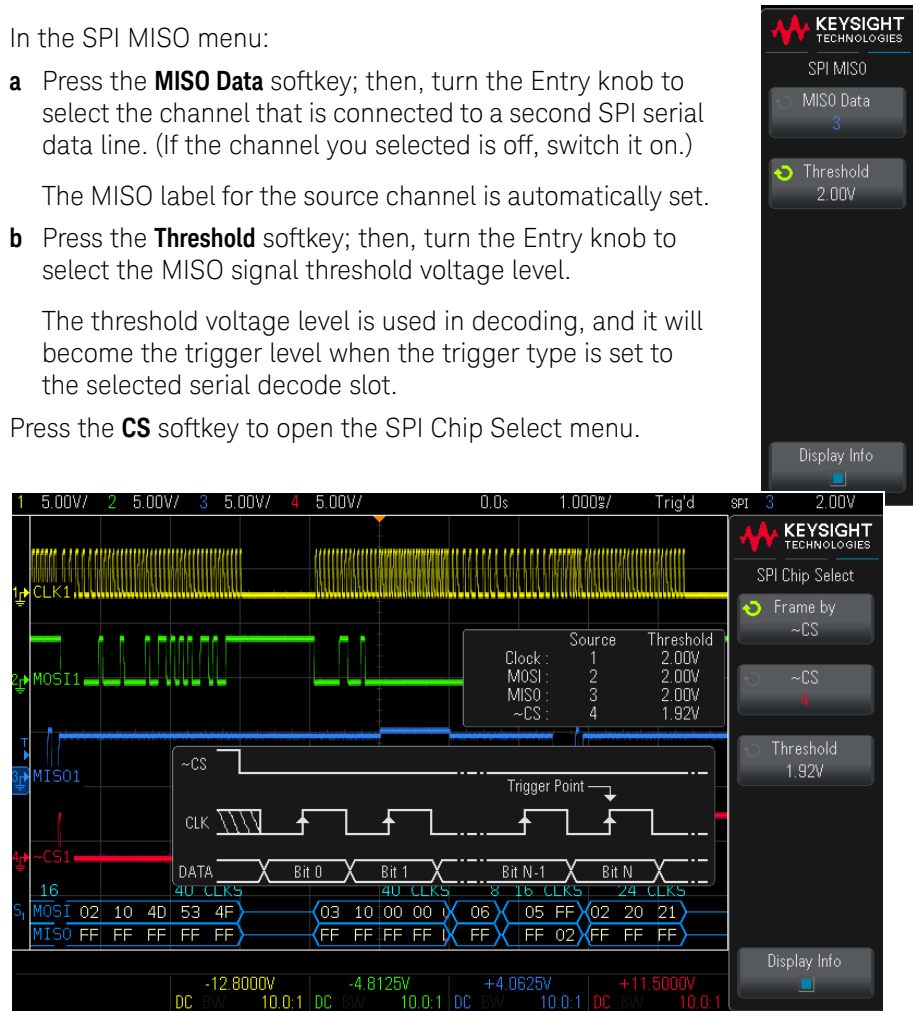 In the SPI MISO menu:
a Press the MISO Data softkey; then, turn the Entry knob to
select the channel that is connected to a second SPI serial
data line. (If the channel you selected is off, switch it on.)
The MISO label for the source channel is automatically set.
b Press the Threshold softkey; then, turn the Entry knob to
select the MISO signal threshold voltage level.
The threshold voltage level is used in decoding, and it will
become the trigger level when the trigger type is set to
the selected serial decode slot.
Press the CS softkey to open the SPI Chip Select menu.
KEYSIGHT
TECHNOLOGIES
SPI MISO
MISO Data
3
Threshold
2.00V
Display Info
1 5.00V/ 2 5.00V/ 3 5.00V/ 4 5.00V/ 0.0s 1.000ms/ Trig'd SPI 3 2.00V
KEYSIGHT
TECHNOLOGIES
SPI Chip Select
Frame by
~CS
~CS
4
Threshold
1.92V
Display Info
1 CLK1
2 MOSI1
T
3 MISO1
4 ~CS1
Source Threshold
Clock : 1 2.00V
MOSI : 2 2.00V
MISO : 3 2.00V
~CS : 4 1.92V
~CS
Trigger Point
CLK
DATA Bit 0 Bit 1 Bit N-1 Bit N
16 40 CLKS 40 CLKS 8 16 CLKS 24 CLKS
S1 MOSI 02 10 4D 53 4F 03 10 00 00 06 05 FF 02 20 21
MISO FF FF FF FF FF FF FF FF FF FF FF 02 FF FF FF
-12.8000V -4.8125V +4.0625V +11.5000V
DC BW 10.0:1 DC BW 10.0:1 DC BW 10.0:1 DC BW 10.0:1